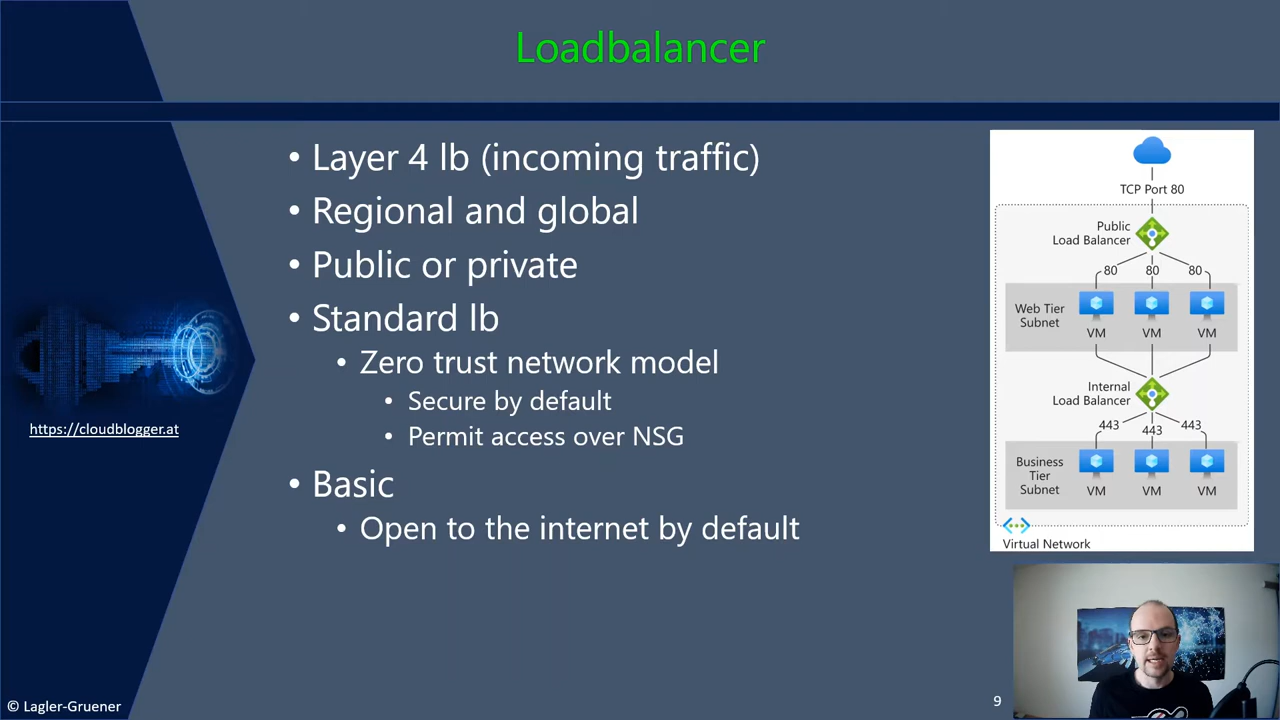 Loadbalancer
• Layer 4 lb (incoming traffic)
• Regional and global
• Public or private
• Standard lb
• Zero trust network model
• Secure by default
• Permit access over NSG
• Basic
• Open to the internet by default
https://cloudblogger.at
TCP Port 80
Public
Load Balancer
80 80 80
Web Tier
Subnet
VM VM VM
Internal
Load Balancer
443 443 443
Business
Tier
Subnet
VM VM VM
Virtual Network
© Lagler-Gruener
9